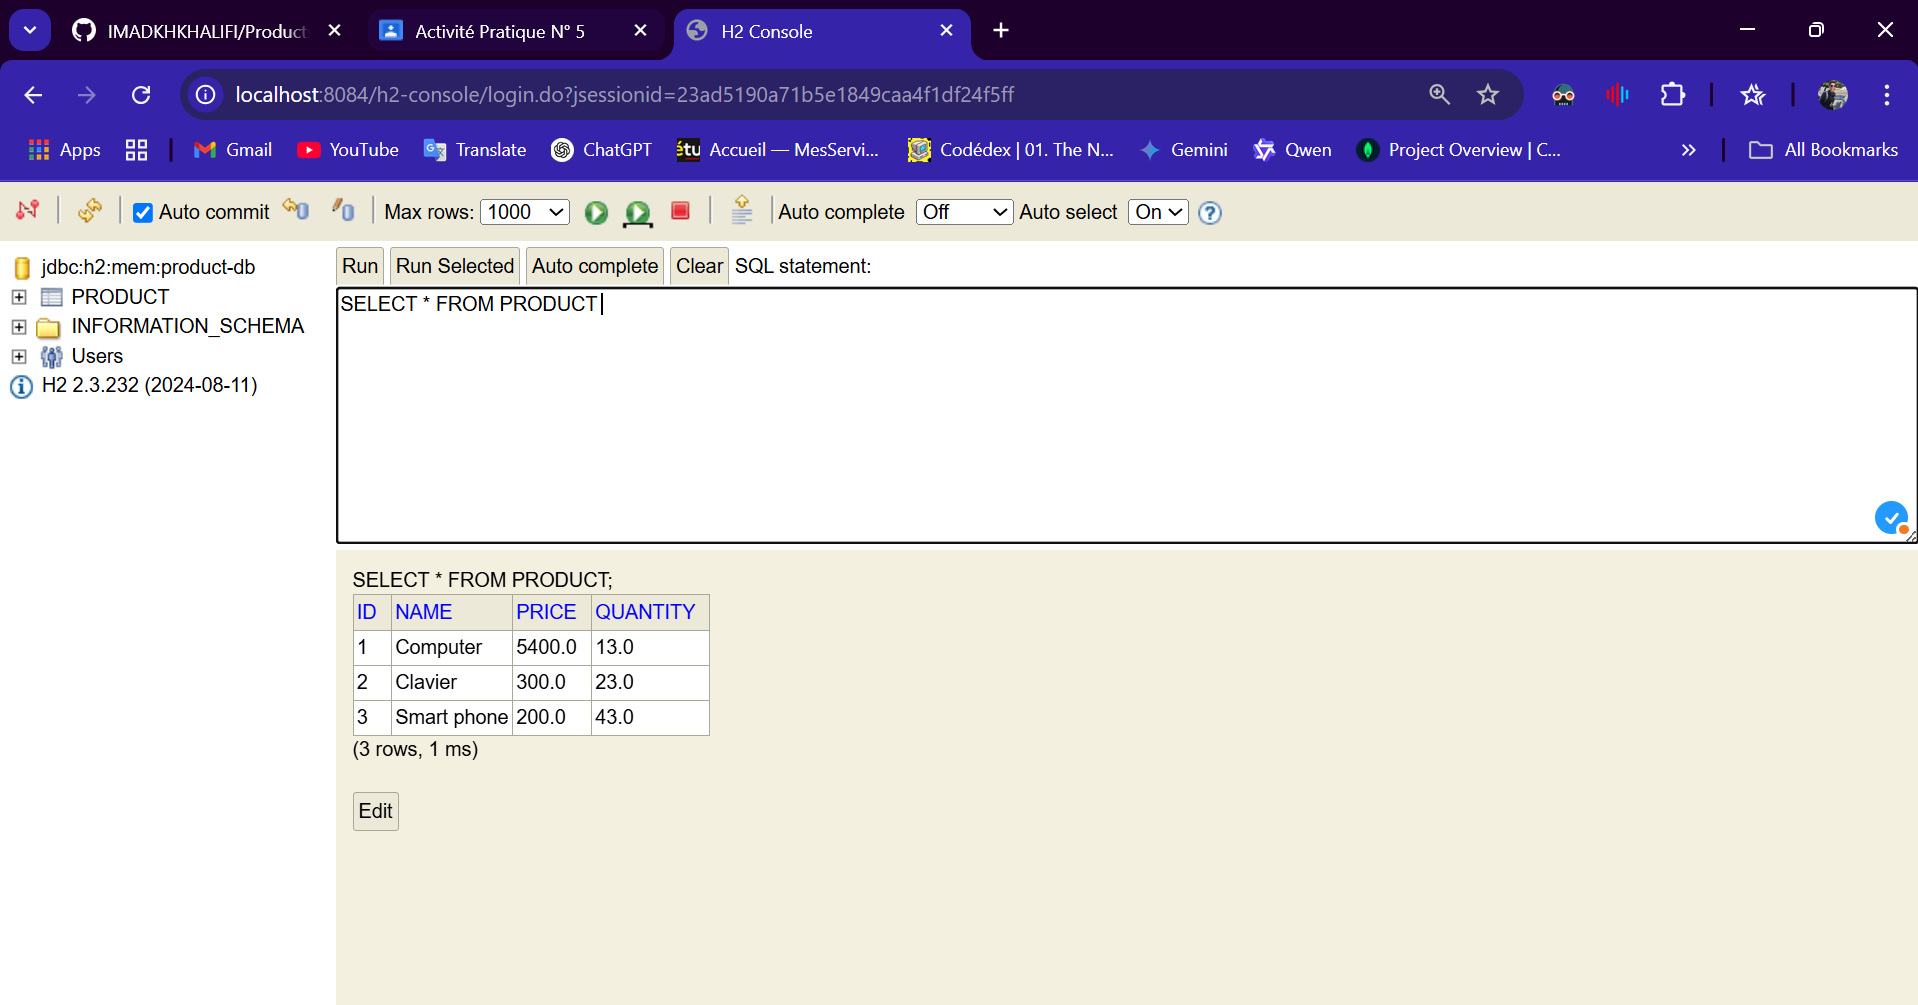 IMADKHKHALIFI/Product
Activité Pratique N° 5
H2 Console
localhost:8084/h2-console/login.do?jsessionid=23ad5190a71b5e1849caa4f1df24f5ff
Apps
Gmail
YouTube
Translate
ChatGPT
étu Accueil — MesServi...
Codédex | 01. The N...
Gemini
Qwen
Project Overview | C...
»
All Bookmarks
Auto commit
Max rows: 1000
Auto complete Off
Auto select On
jdbc:h2:mem:product-db
PRODUCT
INFORMATION_SCHEMA
Users
H2 2.3.232 (2024-08-11)
Run Run Selected Auto complete Clear SQL statement:
SELECT * FROM PRODUCT
SELECT * FROM PRODUCT;
ID NAME PRICE QUANTITY
1 Computer 5400.0 13.0
2 Clavier 300.0 23.0
3 Smart phone 200.0 43.0
(3 rows, 1 ms)
Edit